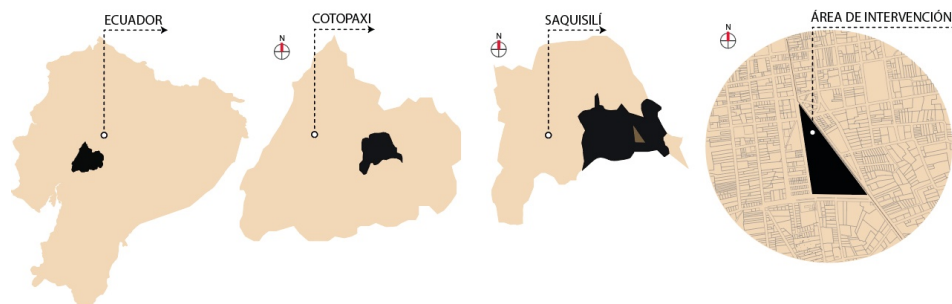 ECUADOR
COTOPAXI
SAQUISILÍ
ÁREA DE INTERVENCIÓN
N
N
N